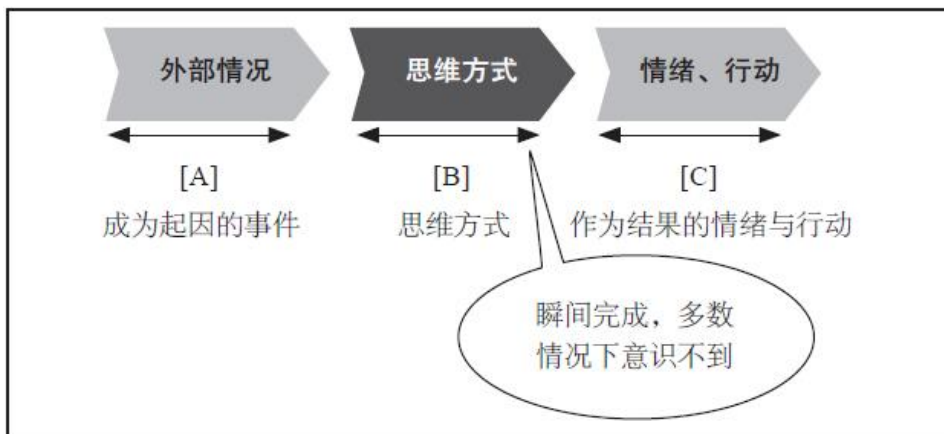 外部情况
思维方式
情绪、行动
[A]
[B]
[C]
成为起因的事件
思维方式
作为结果的情绪与行动
瞬间完成，多数
情况下意识不到